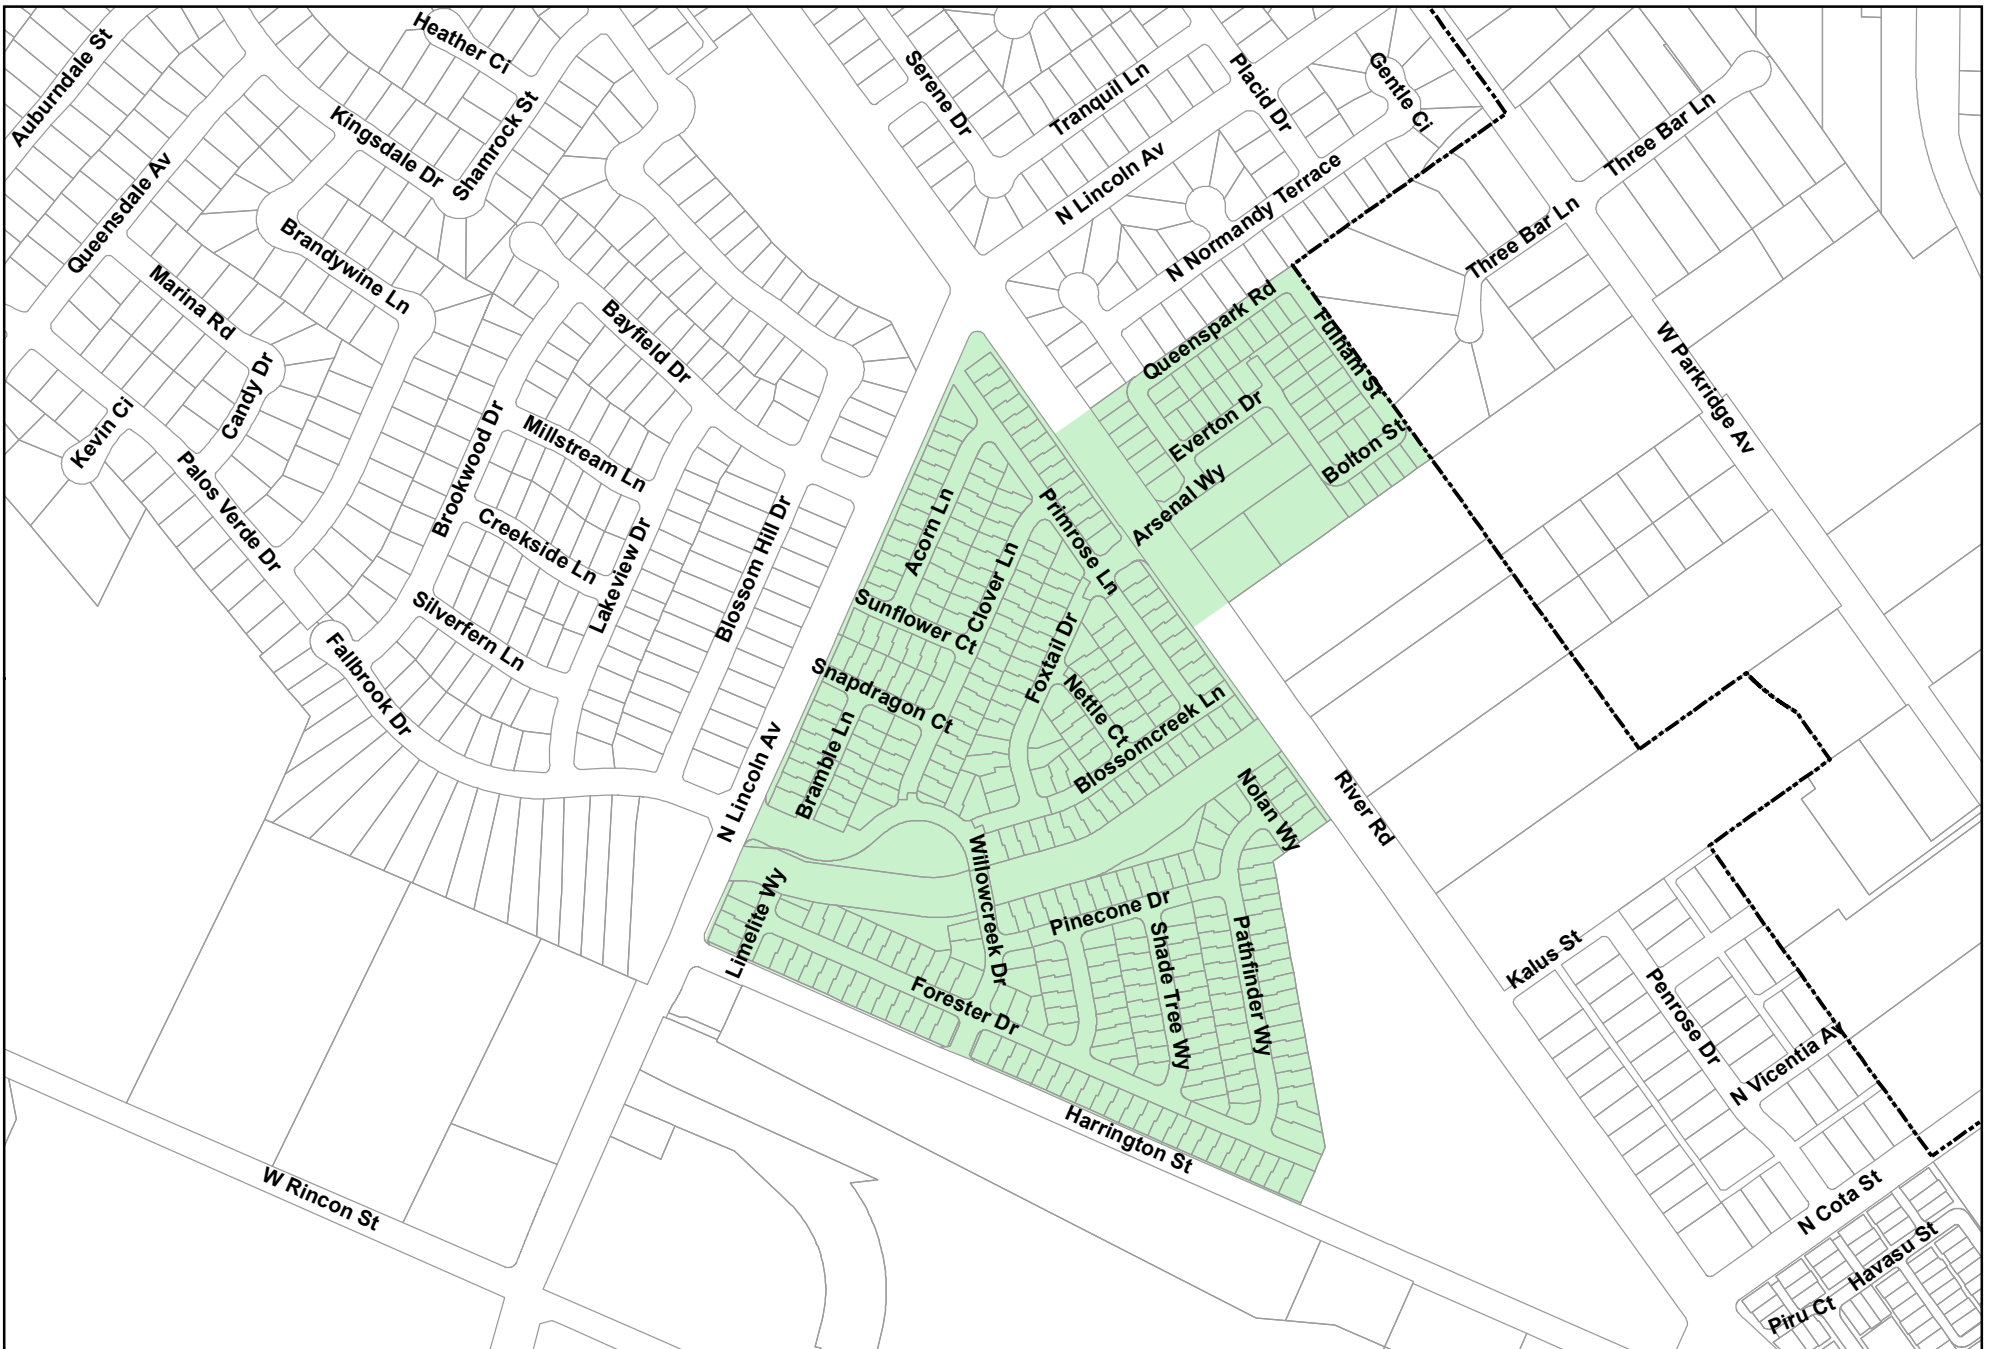 Heather Ci
Auburndale St
Serene Dr
Tranquil Ln
Placid Dr
Gentle Ci
Three Bar Ln
Kingsdale Dr
Shamrock St
Queensdale Av
N Lincoln Av
N Normandy Terrace
Three Bar Ln
Brandywine Ln
Marina Rd
Queenspark Rd
Fulham St
Bayfield Dr
Candy Dr
W Parkridge Av
Kevin Ci
Everton Dr
Bolton St
Brookwood Dr
Millstream Ln
Palos Verde Dr
Arsenal Wy
Primrose Ln
Acorn Ln
Creekside Ln
Lakeview Dr
Blossom Hill Dr
Clover Ln
Sunflower Ct
Silverfern Ln
Foxtail Dr
Fallbrook Dr
Snapdragon Ct
Nettle Ct
Blossomcreek Ln
Bramble Ln
N Lincoln Av
Nolan Wy
River Rd
Willowcreek Dr
Limelite Wy
Pinecone Dr
Shade Tree Wy
Pathfinder Wy
Kalus St
Penrose Dr
Forester Dr
N Vicentia Av
Harrington St
W Rincon St
N Cota St
Havasu St
Piru Ct